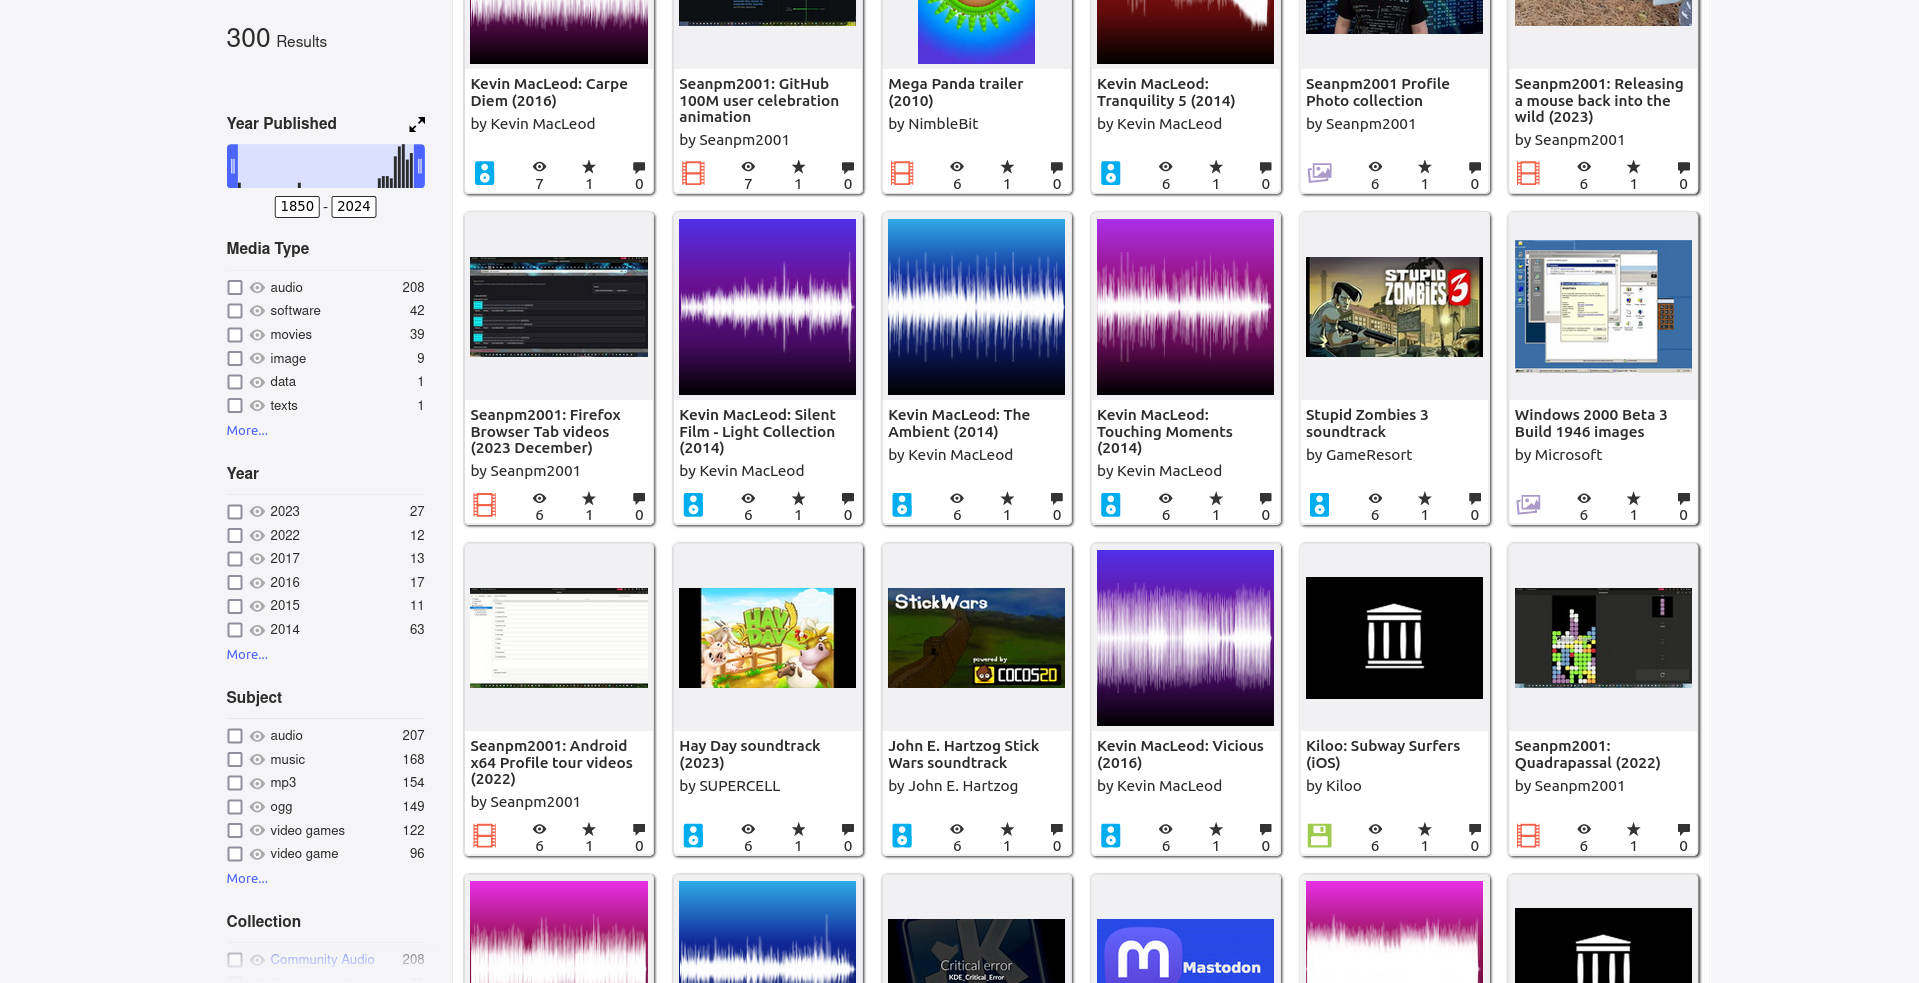 300 Results
Year Published
1850 - 2024
Media Type
audio 208
software 42
movies 39
image 9
data 1
texts 1
More...
Year
2023 27
2022 12
2017 13
2016 17
2015 11
2014 63
More...
Subject
audio 207
music 168
mp3 154
ogg 149
video games 122
video game 96
More...
Collection
Community Audio 208
Kevin MacLeod: Carpe
Diem (2016)
by Kevin MacLeod
7 1 0
Seanpm2001: GitHub
100M user celebration
animation
by Seanpm2001
7 1 0
Mega Panda trailer
(2010)
by NimbleBit
6 1 0
Kevin MacLeod:
Tranquility 5 (2014)
by Kevin MacLeod
6 1 0
Seanpm2001 Profile
Photo collection
by Seanpm2001
6 1 0
Seanpm2001: Releasing
a mouse back into the
wild (2023)
by Seanpm2001
6 1 0
Seanpm2001: Firefox
Browser Tab videos
(2023 December)
by Seanpm2001
6 1 0
Kevin MacLeod: Silent
Film - Light Collection
(2014)
by Kevin MacLeod
6 1 0
Kevin MacLeod: The
Ambient (2014)
by Kevin MacLeod
6 1 0
Kevin MacLeod:
Touching Moments
(2014)
by Kevin MacLeod
6 1 0
STUPID
ZOMBIES 3
Stupid Zombies 3
soundtrack
by GameResort
6 1 0
Windows 2000 Beta 3
Build 1946 images
by Microsoft
6 1 0
Seanpm2001: Android
x64 Profile tour videos
(2022)
by Seanpm2001
6 1 0
HAY
DAY
Hay Day soundtrack
(2023)
by SUPERCELL
6 1 0
StickWars
powered by
COCOS2D
John E. Hartzog Stick
Wars soundtrack
by John E. Hartzog
6 1 0
Kevin MacLeod: Vicious
(2016)
by Kevin MacLeod
6 1 0
Kiloo: Subway Surfers
(iOS)
by Kiloo
6 1 0
Seanpm2001:
Quadrapassal (2022)
by Seanpm2001
6 1 0
Critical error
KDE_Critical_Error
Mastodon